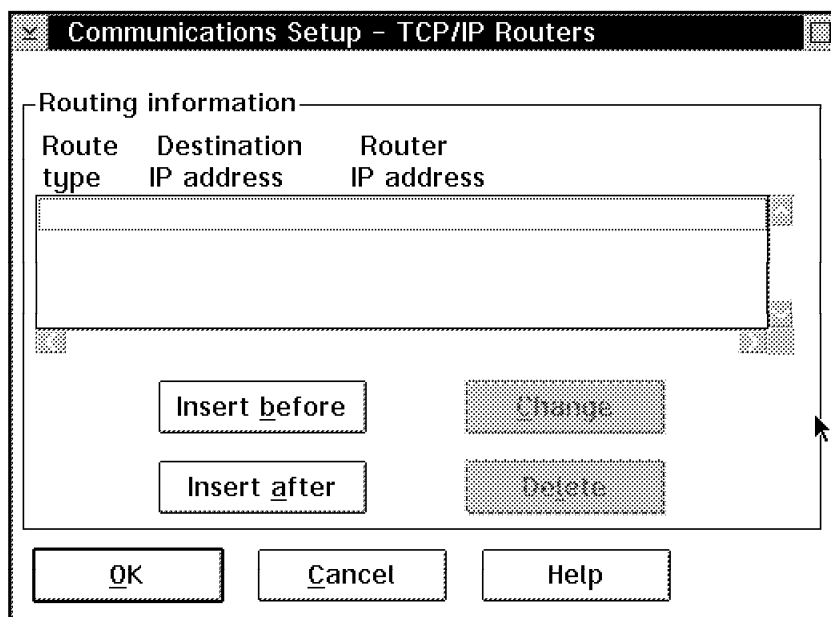 Communications Setup – TCP/IP Routers
Routing information
Route Destination Router
type IP address IP address
Insert before Change
Insert after Delete
OK Cancel Help